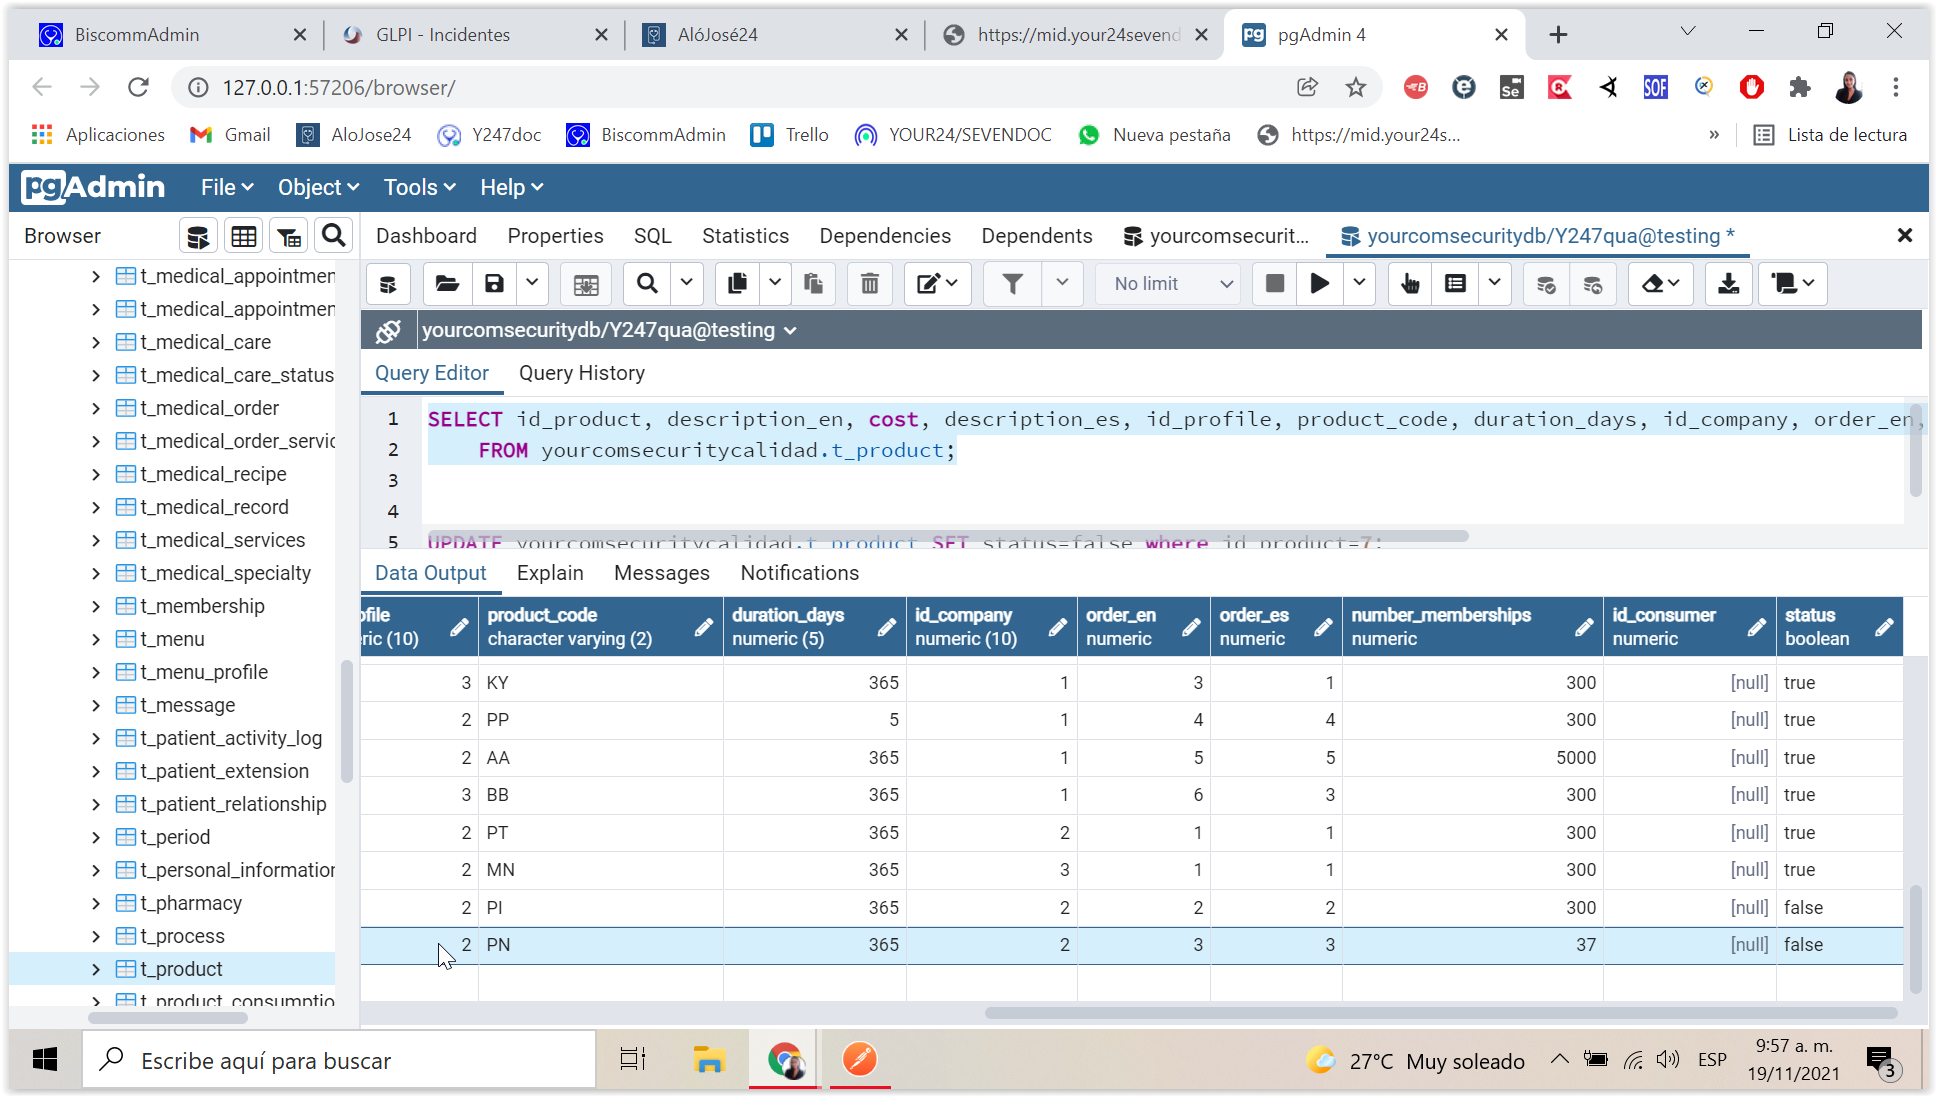 BiscommAdmin
GLPI - Incidentes
AlóJosé24
https://mid.your24sevend
pgAdmin 4
127.0.0.1:57206/browser/
Aplicaciones
Gmail
AloJose24
Y247doc
BiscommAdmin
Trello
YOUR24/SEVENDOC
Nueva pestaña
https://mid.your24s...
»
Lista de lectura
pgAdmin
File
Object
Tools
Help
Browser
Dashboard
Properties
SQL
Statistics
Dependencies
Dependents
yourcomsecurit...
yourcomsecuritydb/Y247qua@testing *
No limit
yourcomsecuritydb/Y247qua@testing
Query Editor
Query History
1 SELECT id_product, description_en, cost, description_es, id_profile, product_code, duration_days, id_company, order_en,
2 FROM yourcomsecuritycalidad.t_product;
3
4
5 UPDATE yourcomsecuritycalidad.t_product SET status=false where id_product=7;
t_medical_appointmen
t_medical_appointmen
t_medical_care
t_medical_care_status
t_medical_order
t_medical_order_servic
t_medical_recipe
t_medical_record
t_medical_services
t_medical_specialty
t_membership
t_menu
t_menu_profile
t_message
t_patient_activity_log
t_patient_extension
t_patient_relationship
t_period
t_personal_information
t_pharmacy
t_process
t_product
t_product_consumptio
Data Output
Explain
Messages
Notifications
ofile product_code duration_days id_company order_en order_es number_memberships id_consumer status
ric (10) character varying (2) numeric (5) numeric (10) numeric numeric numeric numeric boolean
3 KY 365 1 3 1 300 [null] true
2 PP 5 1 4 4 300 [null] true
2 AA 365 1 5 5 5000 [null] true
3 BB 365 1 6 3 300 [null] true
2 PT 365 2 1 1 300 [null] true
2 MN 365 3 1 1 300 [null] true
2 PI 365 2 2 2 300 [null] false
2 PN 365 2 3 3 37 [null] false
Escribe aquí para buscar
27°C Muy soleado
ESP
9:57 a. m.
19/11/2021
3